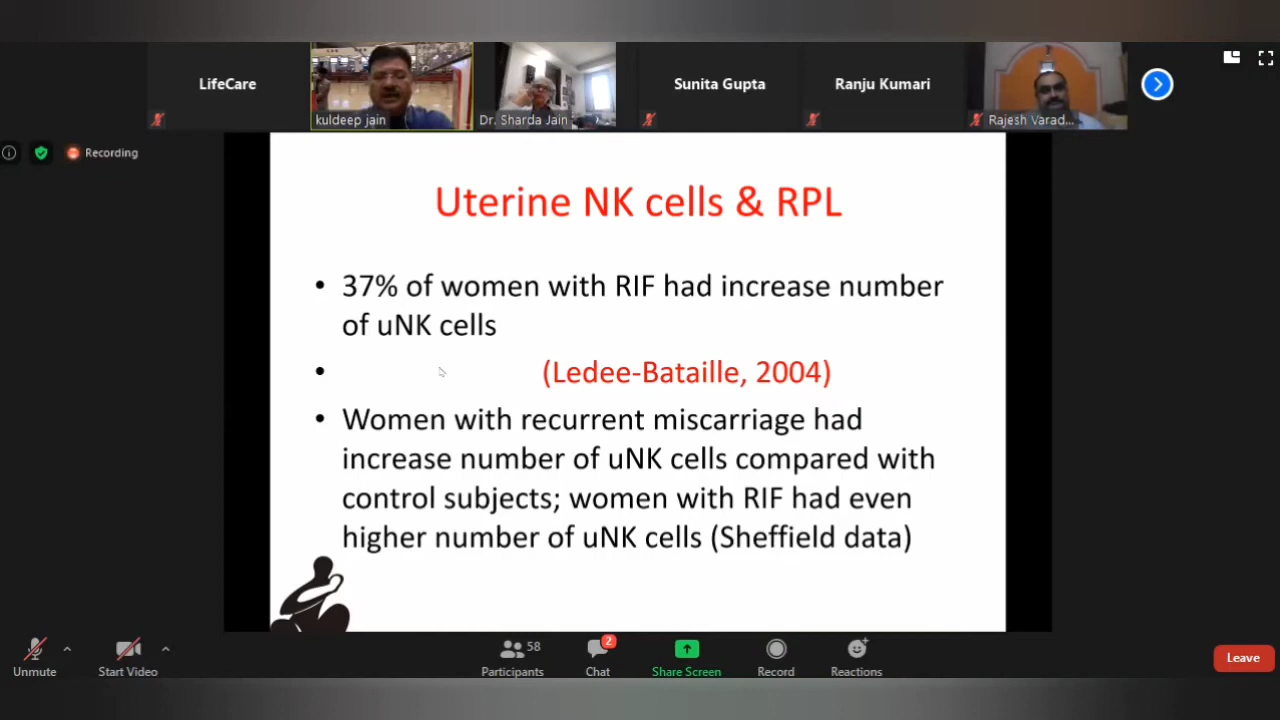 LifeCare
kuldeep jain
Dr. Sharda Jain
Sunita Gupta
Ranju Kumari
Rajesh Varad...
Recording
Uterine NK cells & RPL
• 37% of women with RIF had increase number
of uNK cells
• (Ledee-Bataille, 2004)
• Women with recurrent miscarriage had
increase number of uNK cells compared with
control subjects; women with RIF had even
higher number of uNK cells (Sheffield data)
Unmute
Start Video
58
Participants
2
Chat
Share Screen
Record
Reactions
Leave